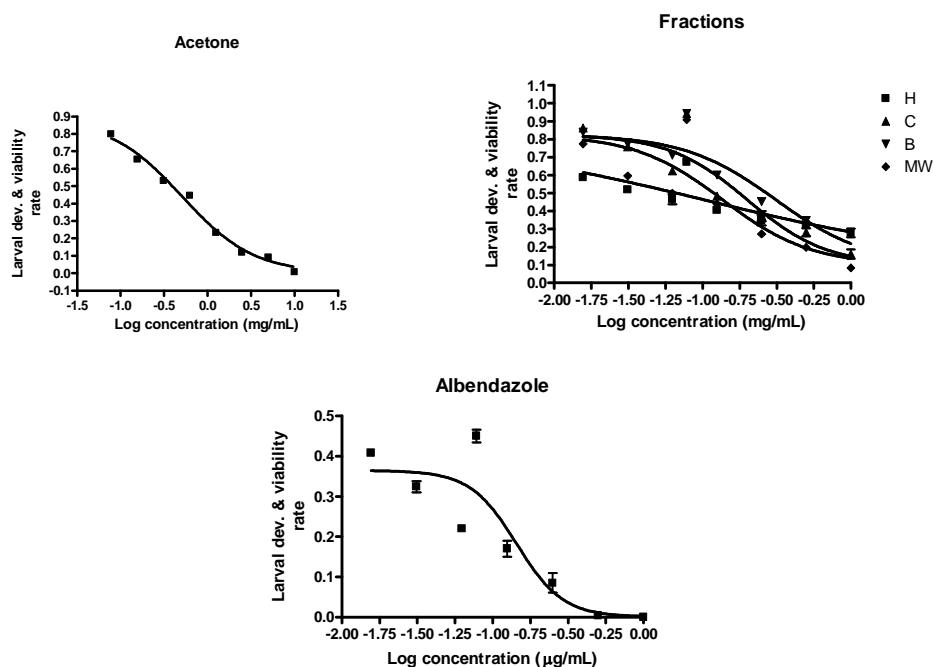 Acetone
Larval dev. & viability
rate
0.9
0.8
0.7
0.6
0.5
0.4
0.3
0.2
0.1
0.0
-0.1
-1.5 -1.0 -0.5 0.0 0.5 1.0 1.5
Log concentration (mg/mL)
Fractions
Larval dev. & viability
rate
1.1
1.0
0.9
0.8
0.7
0.6
0.5
0.4
0.3
0.2
0.1
0.0
-2.00 -1.75 -1.50 -1.25 -1.00 -0.75 -0.50 -0.25 0.00
Log concentration (mg/mL)
H
C
B
MW
Albendazole
Larval dev. & viability
rate
0.5
0.4
0.3
0.2
0.1
0.0
-2.00 -1.75 -1.50 -1.25 -1.00 -0.75 -0.50 -0.25 0.00
Log concentration (μg/mL)